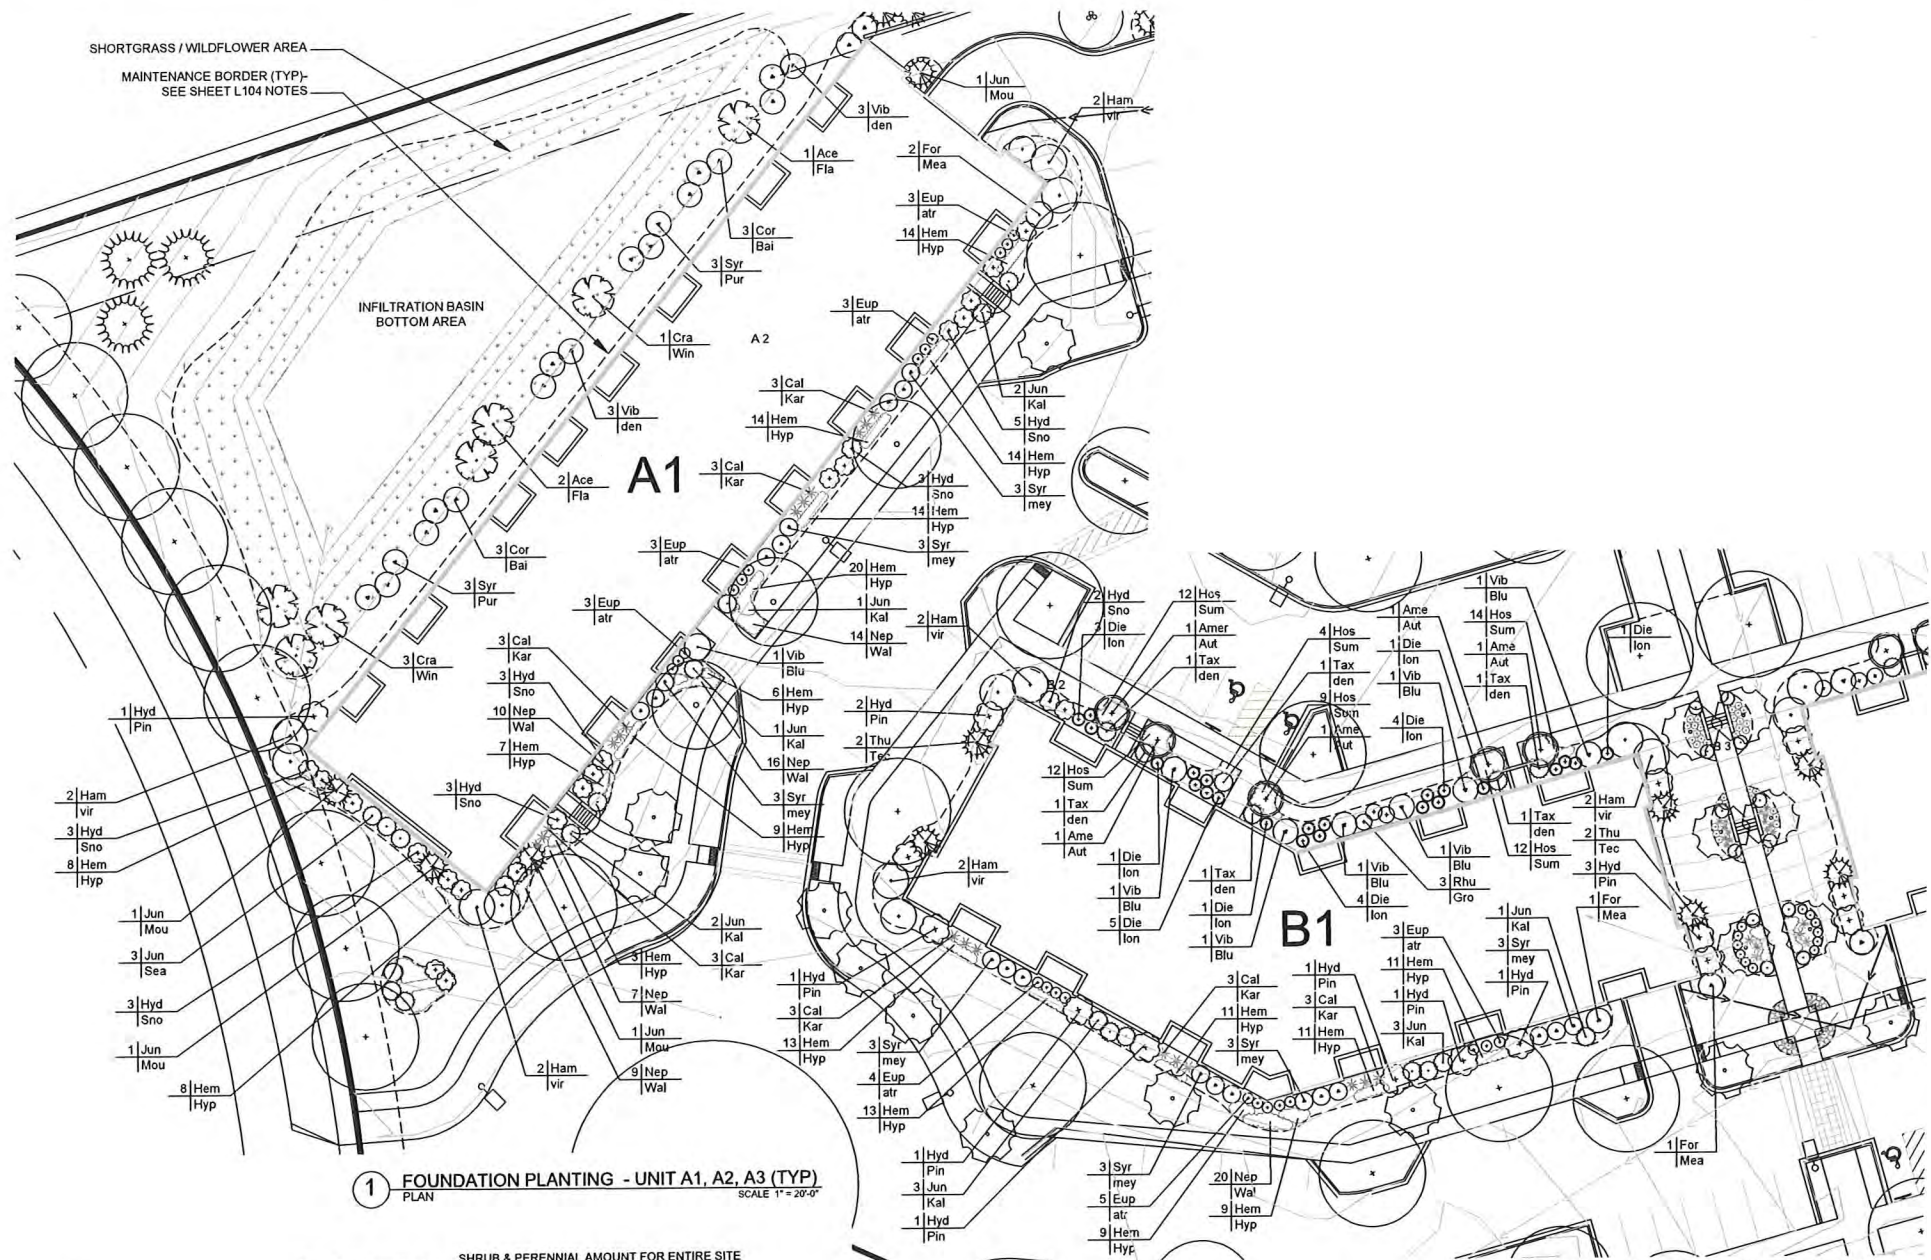 SHORTGRASS / WILDFLOWER AREA
MAINTENANCE BORDER (TYP)-
SEE SHEET L104 NOTES
INFILTRATION BASIN
BOTTOM AREA
1 Jun
Mou
2 Ham
vir
3 Vib
den
1 Ace
Fla
2 For
Mea
3 Eup
atr
14 Hem
Hyp
3 Cor
Bai
3 Syr
Pur
3 Eup
atr
1 Cra
Win
A 2
3 Cal
Kar
2 Jun
Kal
3 Vib
den
14 Hem
Hyp
5 Hyd
Sno
14 Hem
Hyp
3 Syr
mey
A1
3 Cal
Kar
2 Ace
Fla
3 Hyd
Sno
14 Hem
Hyp
3 Syr
mey
3 Cor
Bai
3 Eup
atr
20 Hem
Hyp
1 Jun
Kal
14 Nep
Wal
3 Syr
Pur
3 Eup
atr
3 Cra
Win
3 Cal
Kar
3 Hyd
Sno
10 Nep
Wal
7 Hem
Hyp
1 Vib
Blu
6 Hem
Hyp
1 Jun
Kal
16 Nep
Wal
3 Syr
mey
9 Hem
Hyp
1 Hyd
Pin
2 Ham
vir
3 Hyd
Sno
8 Hem
Hyp
3 Hyd
Sno
1 Jun
Mou
3 Jun
Sea
3 Hyd
Sno
1 Jun
Mou
8 Hem
Hyp
2 Jun
Kal
3 Cal
Kar
3 Hem
Hyp
7 Nep
Wal
1 Jun
Mou
9 Nep
Wal
2 Ham
vir
2 Ham
vir
2 Hyd
Sno
3 Die
lon
12 Hos
Sum
1 Amer
Aut
1 Tax
den
4 Hos
Sum
1 Tax
den
9 Hos
Sum
1 Ame
Aut
1 Ame
Aut
1 Die
lon
1 Vib
Blu
4 Die
lon
1 Vib
Blu
14 Hos
Sum
1 Ame
Aut
1 Tax
den
1 Die
lon
B 2
B 3
2 Hyd
Pin
2 Thu
Tec
12 Hos
Sum
1 Tax
den
1 Ame
Aut
1 Die
lon
1 Vib
Blu
5 Die
lon
1 Tax
den
1 Die
lon
1 Vib
Blu
1 Vib
Blu
4 Die
lon
1 Vib
Blu
3 Rhu
Gro
1 Tax
den
12 Hos
Sum
2 Ham
vir
2 Thu
Tec
3 Hyd
Pin
2 Ham
vir
B1
1 For
Mea
1 Jun
Kal
3 Syr
mey
1 Hyd
Pin
3 Eup
atr
11 Hem
Hyp
1 Hyd
Pin
3 Jun
Kal
1 Hyd
Pin
3 Cal
Kar
11 Hem
Hyp
3 Cal
Kar
11 Hem
Hyp
3 Syr
mey
1 Hyd
Pin
3 Cal
Kar
13 Hem
Hyp
3 Syr
mey
4 Eup
atr
13 Hem
Hyp
1 Hyd
Pin
3 Jun
Kal
1 Hyd
Pin
3 Syr
mey
5 Eup
atr
9 Hem
Hyp
20 Nep
Wal
9 Hem
Hyp
1 For
Mea
1 FOUNDATION PLANTING - UNIT A1, A2, A3 (TYP)
PLAN SCALE 1" = 20'-0"
SHRUB & PERENNIAL AMOUNT FOR ENTIRE SITE